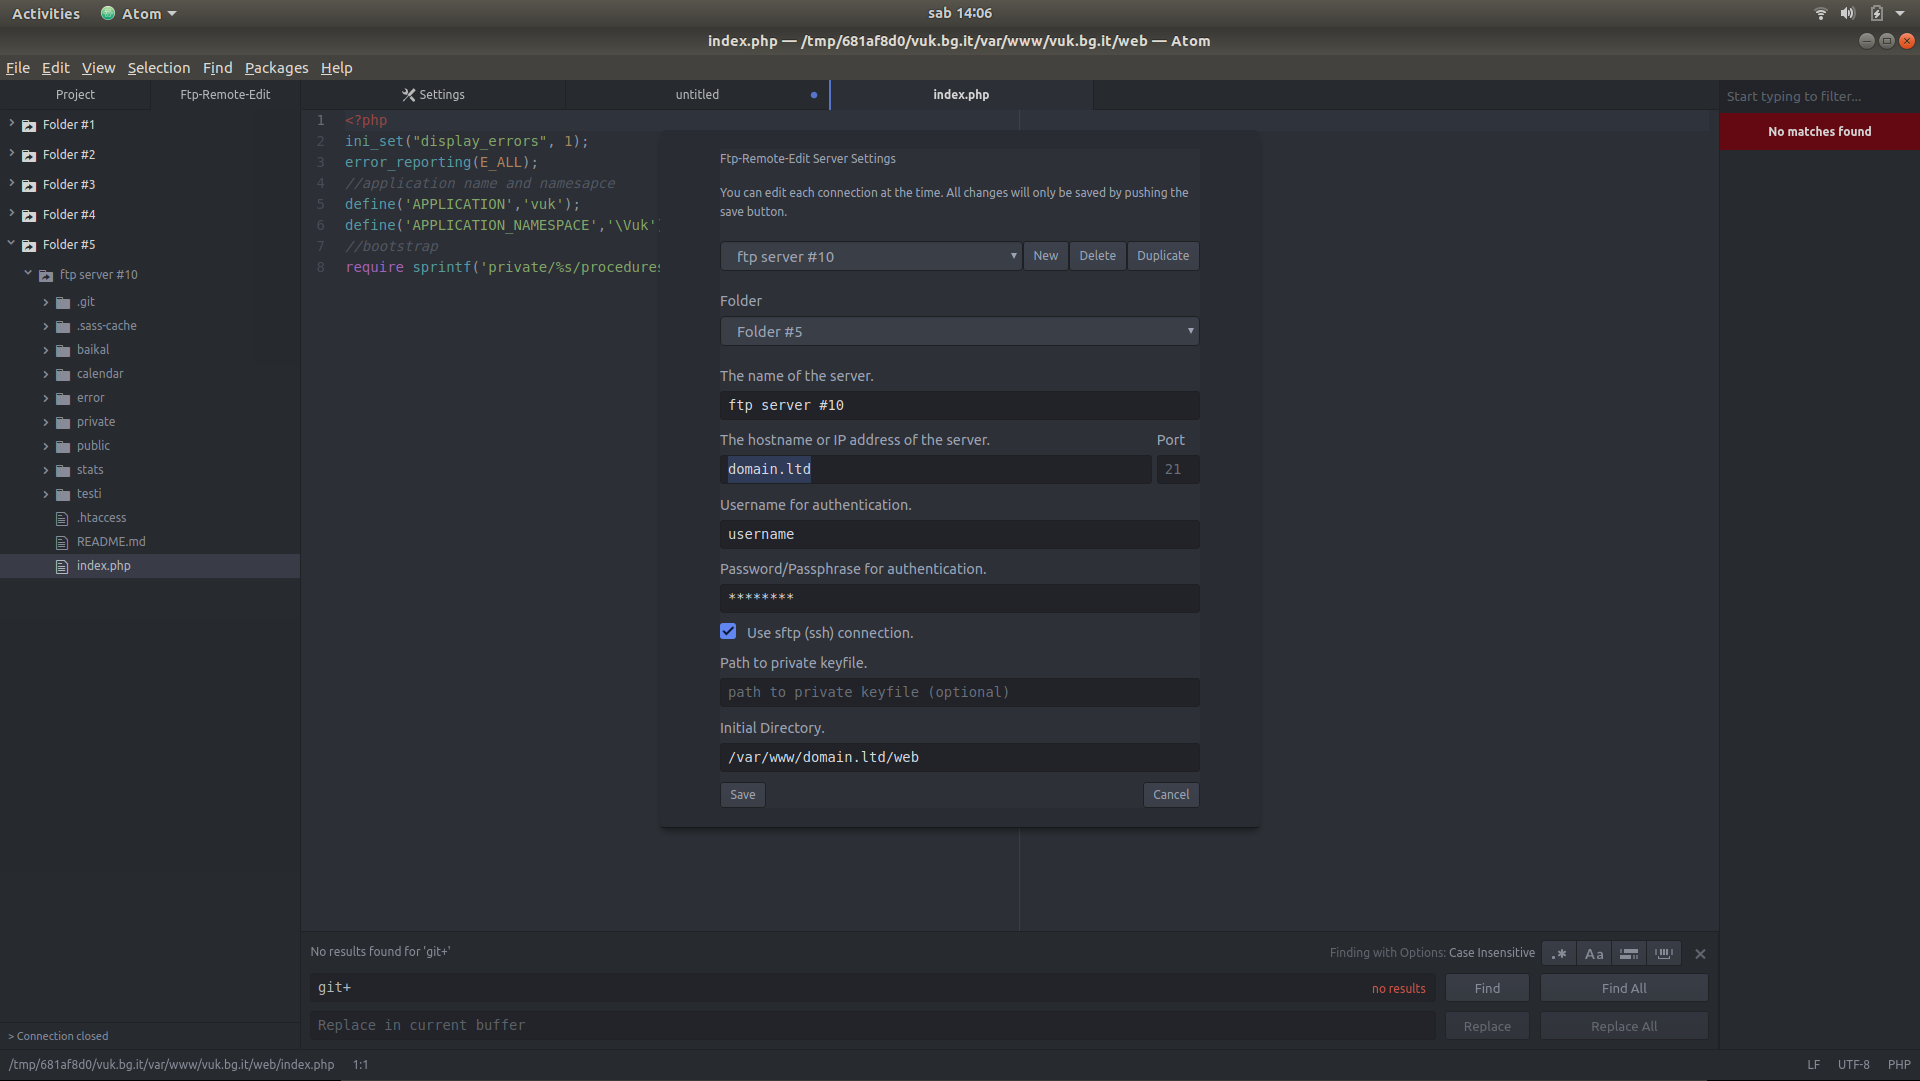 Activities
Atom
sab 14:06
index.php — /tmp/681af8d0/vuk.bg.it/var/www/vuk.bg.it/web — Atom
File Edit View Selection Find Packages Help
Project
Ftp-Remote-Edit
Settings
untitled
index.php
Start typing to filter...
No matches found
Folder #1
Folder #2
Folder #3
Folder #4
Folder #5
ftp server #10
.git
.sass-cache
baikal
calendar
error
private
public
stats
testi
.htaccess
README.md
index.php
> Connection closed
1 <?php
2 ini_set("display_errors", 1);
3 error_reporting(E_ALL);
4 //application name and namesapce
5 define('APPLICATION','vuk');
6 define('APPLICATION_NAMESPACE','\Vuk'
7 //bootstrap
8 require sprintf('private/%s/procedures
Ftp-Remote-Edit Server Settings
You can edit each connection at the time. All changes will only be saved by pushing the
save button.
ftp server #10
New
Delete
Duplicate
Folder
Folder #5
The name of the server.
ftp server #10
The hostname or IP address of the server.
Port
domain.ltd
21
Username for authentication.
username
Password/Passphrase for authentication.
********
Use sftp (ssh) connection.
Path to private keyfile.
path to private keyfile (optional)
Initial Directory.
/var/www/domain.ltd/web
Save
Cancel
No results found for 'git+'
Finding with Options: Case Insensitive
.*
Aa
git+
no results
Find
Find All
Replace in current buffer
Replace
Replace All
/tmp/681af8d0/vuk.bg.it/var/www/vuk.bg.it/web/index.php
1:1
LF
UTF-8
PHP